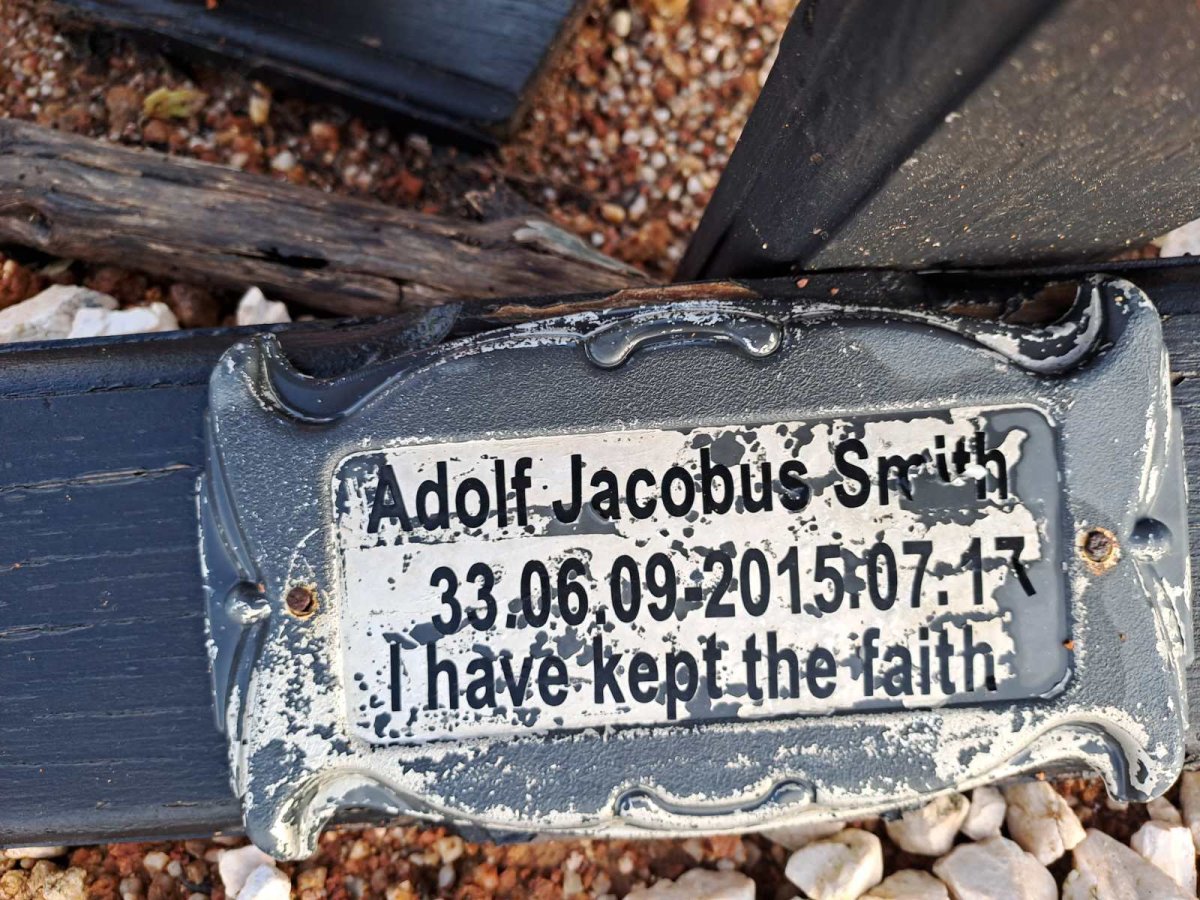 Adolf Jacobus Smith
33.06.09-2015.07.17
I have kept the faith